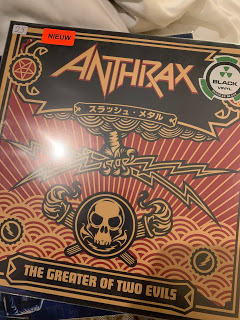 NIEUW
ANTHRAX
スラッシュ・メタル
BLACK
VINYL
THE GREATER OF TWO EVILS